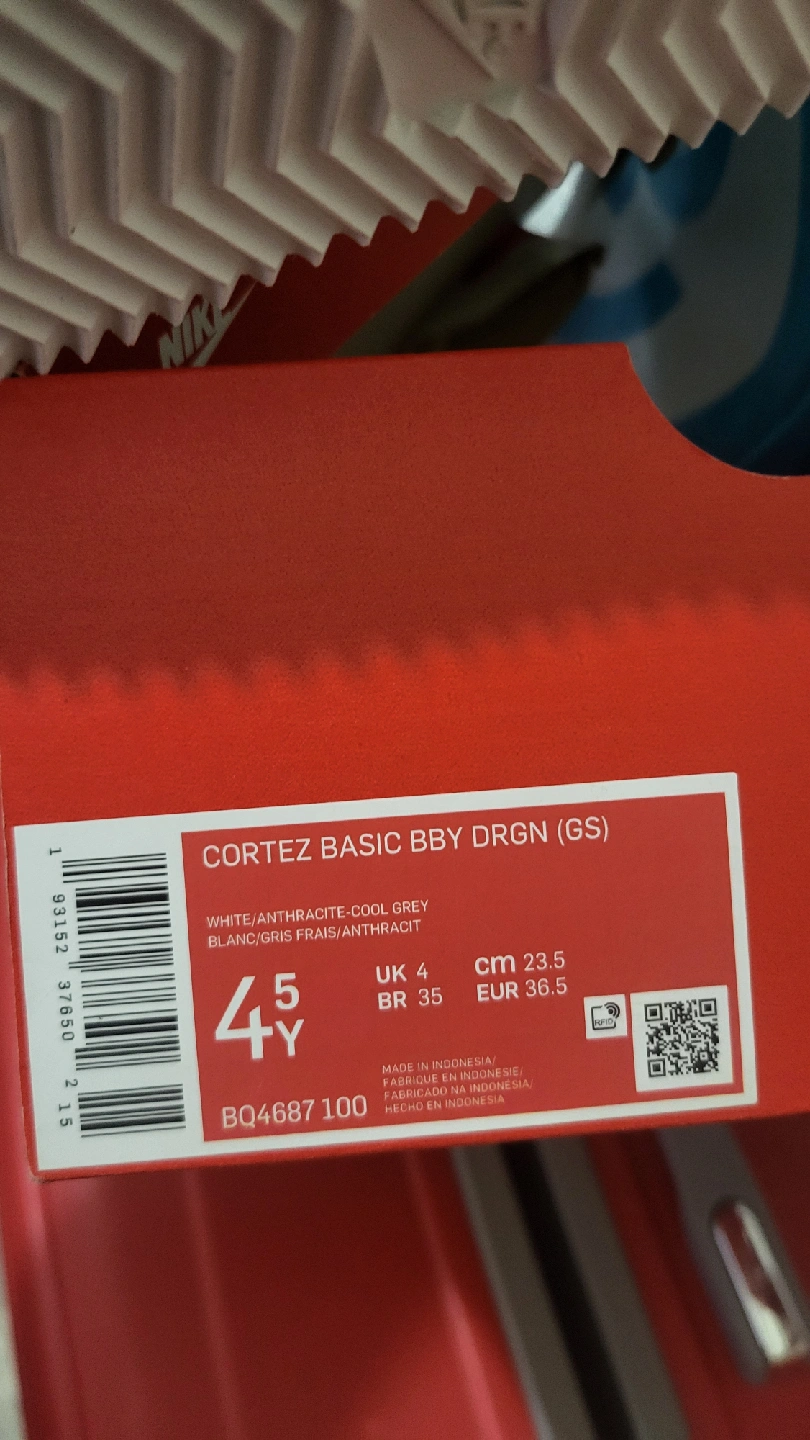 NIKE
CORTEZ BASIC BBY DRGN (GS)
WHITE/ANTHRACITE-COOL GREY
BLANC/GRIS FRAIS/ANTHRACIT
4 5 Y
UK 4
BR 35
cm 23.5
EUR 36.5
RFID
MADE IN INDONESIA/
FABRIQUE EN INDONESIE/
FABRICADO NA INDONESIA/
HECHO EN INDONESIA
BQ4687 100
1 93152 37650 2 15